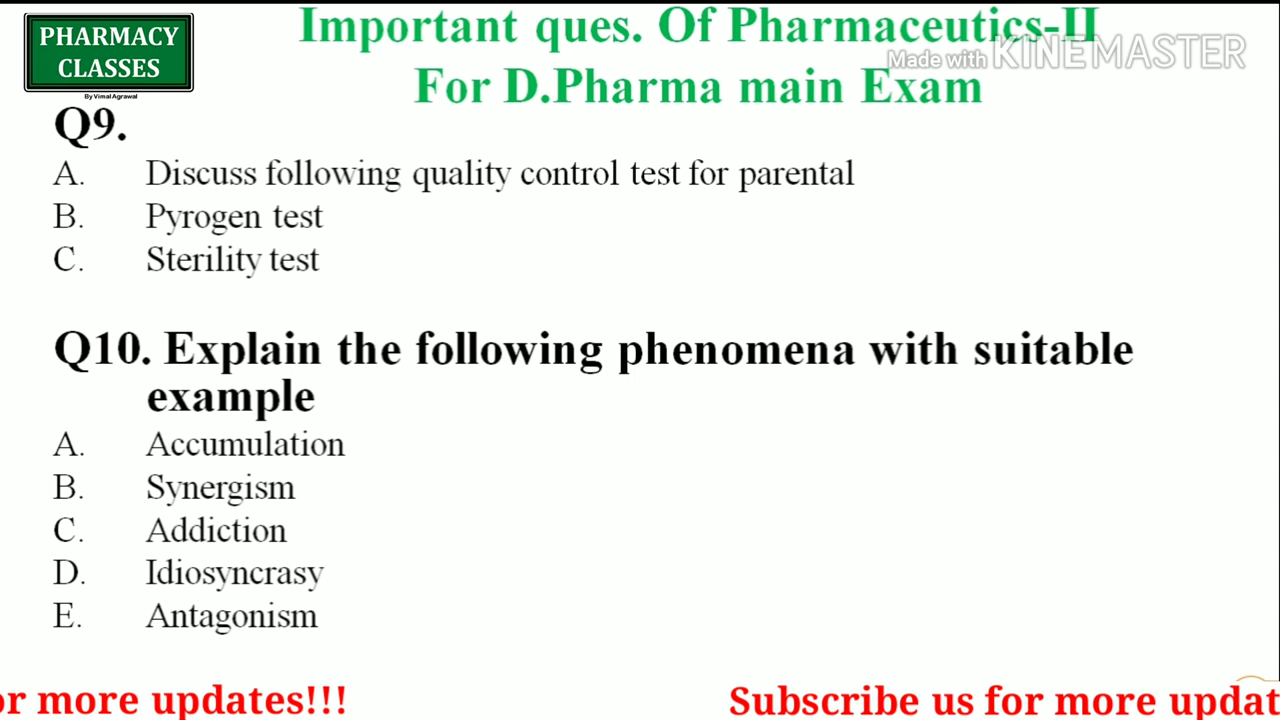 PHARMACY
CLASSES
By Vimal Agrawal
Important ques. Of Pharmaceutics-II
For D.Pharma main Exam
Made with KINEMASTER
Q9.
A. Discuss following quality control test for parental
B. Pyrogen test
C. Sterility test
Q10. Explain the following phenomena with suitable
example
A. Accumulation
B. Synergism
C. Addiction
D. Idiosyncrasy
E. Antagonism
or more updates!!! Subscribe us for more updat